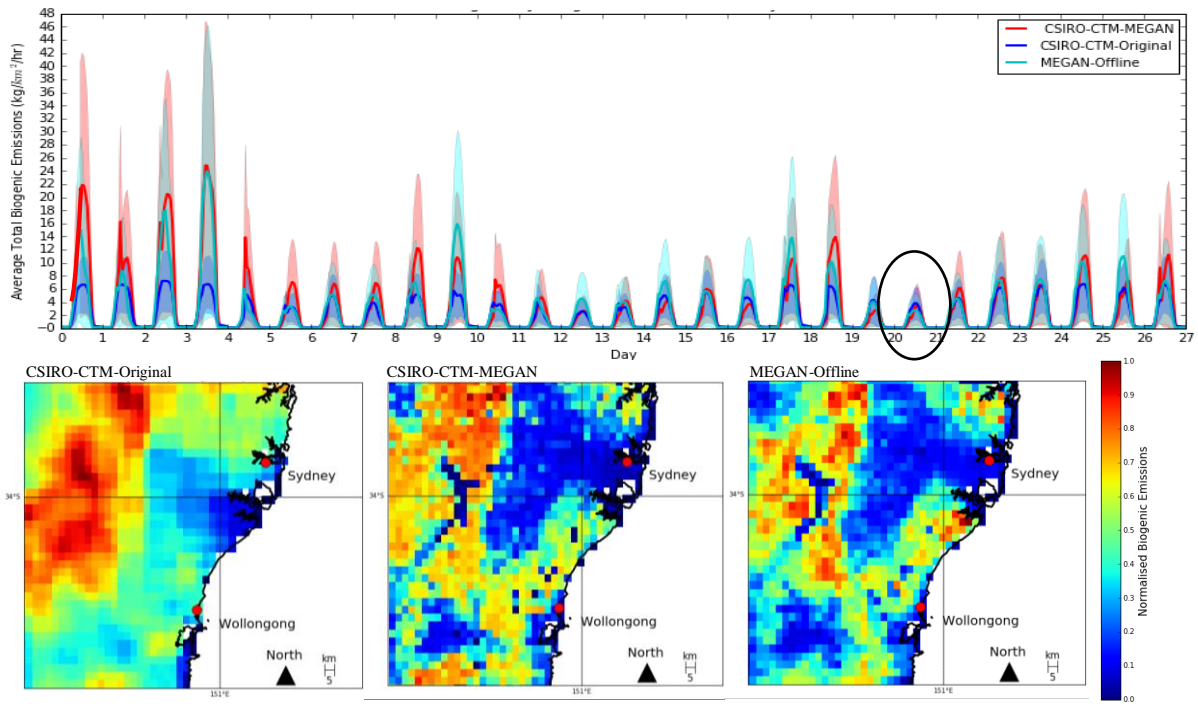 48
46
44
42
40
38
36
34
32
30
28
26
24
22
20
18
16
14
12
10
8
6
4
2
−0
Average Total Biogenic Emissions (kg/km²/hr)
CSIRO-CTM-MEGAN
CSIRO-CTM-Original
MEGAN-Offline
0 1 2 3 4 5 6 7 8 9 10 11 12 13 14 15 16 17 18 19 20 21 22 23 24 25 26 27
Day
CSIRO-CTM-Original
34°S
Sydney
Wollongong
North
km
5
151°E
CSIRO-CTM-MEGAN
34°S
Sydney
Wollongong
North
km
5
151°E
MEGAN-Offline
34°S
Sydney
Wollongong
North
km
5
151°E
1.0
0.9
0.8
0.7
0.6
0.5
0.4
0.3
0.2
0.1
0.0
Normalised Biogenic Emissions